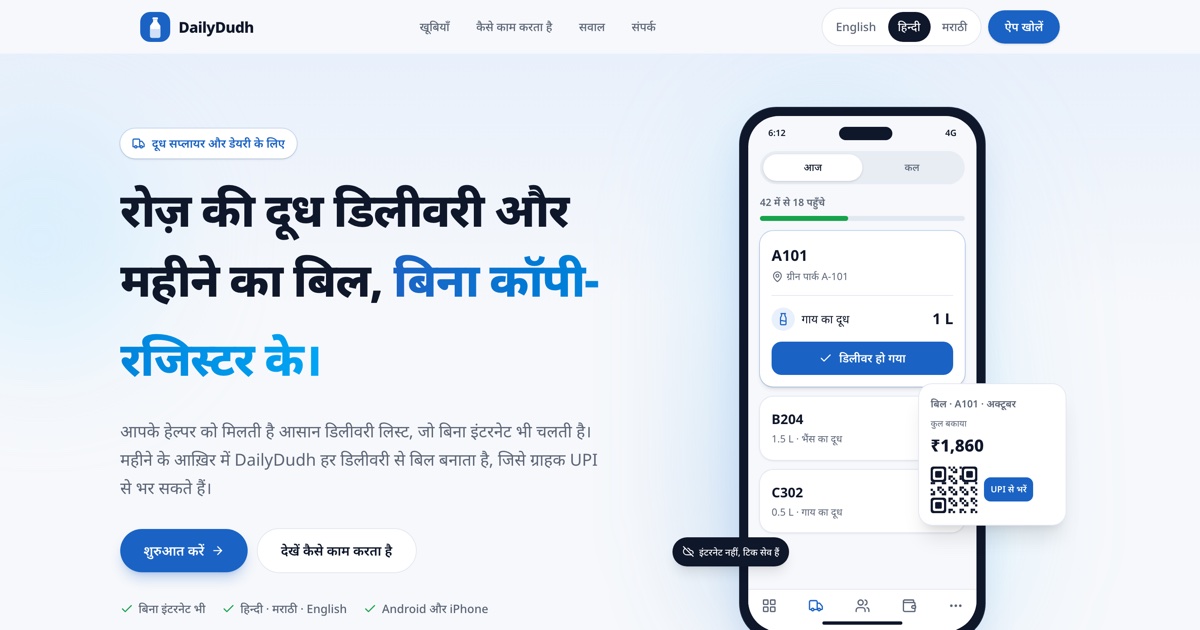 DailyDudh
खूबियाँ
कैसे काम करता है
सवाल
संपर्क
English
हिन्दी
मराठी
ऐप खोलें
दूध सप्लायर और डेयरी के लिए
रोज़ की दूध डिलीवरी और
महीने का बिल, बिना कॉपी-
रजिस्टर के।
आपके हेल्पर को मिलती है आसान डिलीवरी लिस्ट, जो बिना इंटरनेट भी चलती है।
महीने के आख़िर में DailyDudh हर डिलीवरी से बिल बनाता है, जिसे ग्राहक UPI
से भर सकते हैं।
शुरुआत करें
देखें कैसे काम करता है
बिना इंटरनेट भी
हिन्दी · मराठी · English
Android और iPhone
6:12
4G
आज
कल
42 में से 18 पहुँचे
A101
ग्रीन पार्क A-101
गाय का दूध
1 L
डिलीवर हो गया
B204
1.5 L · भैंस का दूध
C302
0.5 L · गाय का दूध
बिल · A101 · अक्टूबर
कुल बकाया
₹1,860
UPI से भरें
इंटरनेट नहीं, टिक सेव हैं